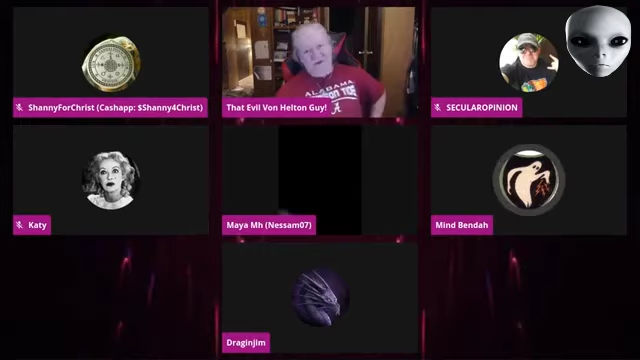 ShannyForChrist (Cashapp: $Shanny4Christ)
ALABAMA
That Evil Von Helton Guy!
SECULAROPINION
Katy
Maya Mh (Nessam07)
Mind Bendah
Draginjim